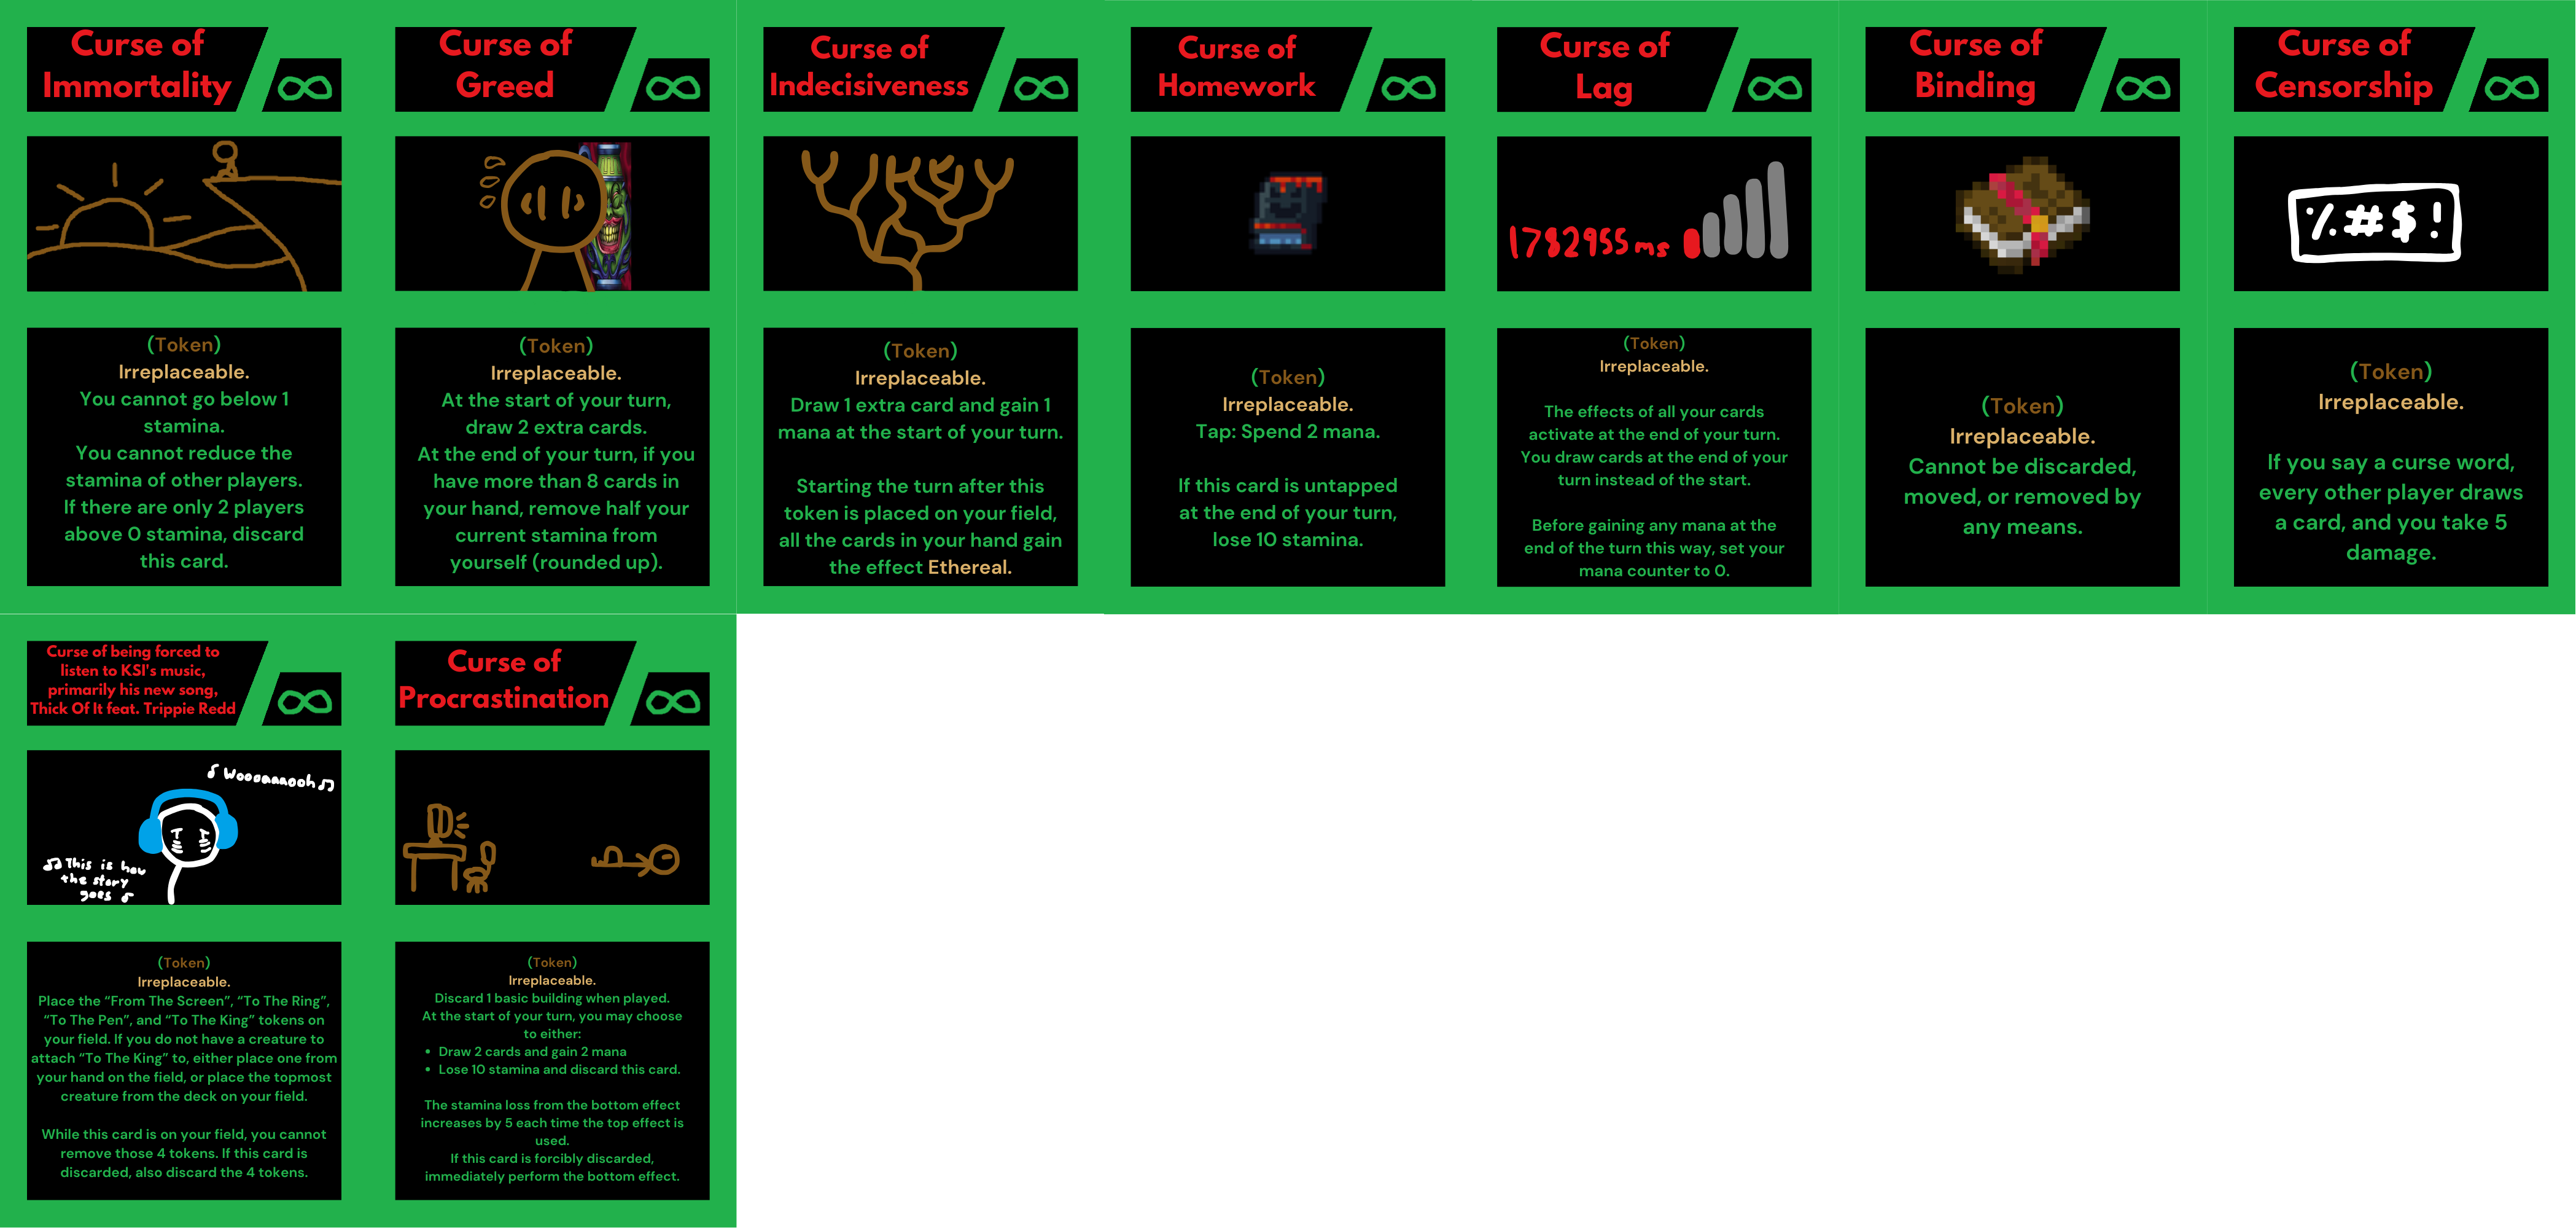 Curse of
Immortality
(Token)
Irreplaceable.
You cannot go below 1
stamina.
You cannot reduce the
stamina of other players.
If there are only 2 players
above 0 stamina, discard
this card.
Curse of
Greed
(Token)
Irreplaceable.
At the start of your turn,
draw 2 extra cards.
At the end of your turn, if you
have more than 8 cards in
your hand, remove half your
current stamina from
yourself (rounded up).
Curse of
Indecisiveness
(Token)
Irreplaceable.
Draw 1 extra card and gain 1
mana at the start of your turn.
Starting the turn after this
token is placed on your field,
all the cards in your hand gain
the effect Ethereal.
Curse of
Homework
(Token)
Irreplaceable.
Tap: Spend 2 mana.
If this card is untapped
at the end of your turn,
lose 10 stamina.
Curse of
Lag
1782955 ms
(Token)
Irreplaceable.
The effects of all your cards
activate at the end of your turn.
You draw cards at the end of your
turn instead of the start.
Before gaining any mana at the
end of the turn this way, set your
mana counter to 0.
Curse of
Binding
(Token)
Irreplaceable.
Cannot be discarded,
moved, or removed by
any means.
Curse of
Censorship
%#$!
(Token)
Irreplaceable.
If you say a curse word,
every other player draws
a card, and you take 5
damage.
Curse of being forced to
listen to KSI's music,
primarily his new song,
Thick Of It feat. Trippie Redd
♪ Wooaaaaooh ♫
♫ This is how
the story
goes ♪
(Token)
Irreplaceable.
Place the “From The Screen”, “To The Ring”,
“To The Pen”, and “To The King” tokens on
your field. If you do not have a creature to
attach “To The King” to, either place one from
your hand on the field, or place the topmost
creature from the deck on your field.
While this card is on your field, you cannot
remove those 4 tokens. If this card is
discarded, also discard the 4 tokens.
Curse of
Procrastination
(Token)
Irreplaceable.
Discard 1 basic building when played.
At the start of your turn, you may choose
to either:
• Draw 2 cards and gain 2 mana
• Lose 10 stamina and discard this card.
The stamina loss from the bottom effect
increases by 5 each time the top effect is
used.
If this card is forcibly discarded,
immediately perform the bottom effect.